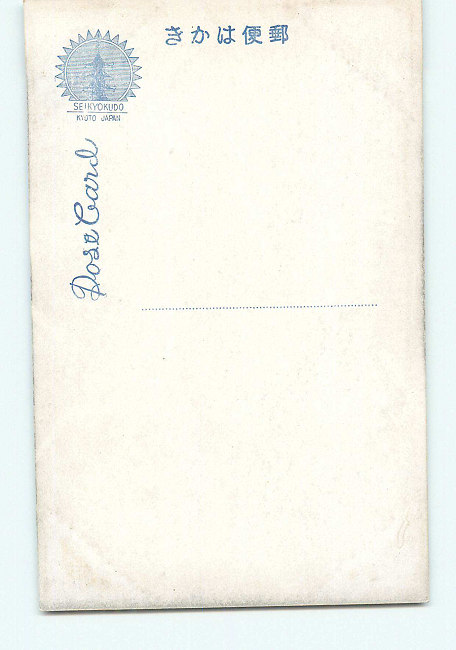 郵便はかき
SEIKYOKUDO
KYOTO JAPAN
Post Card